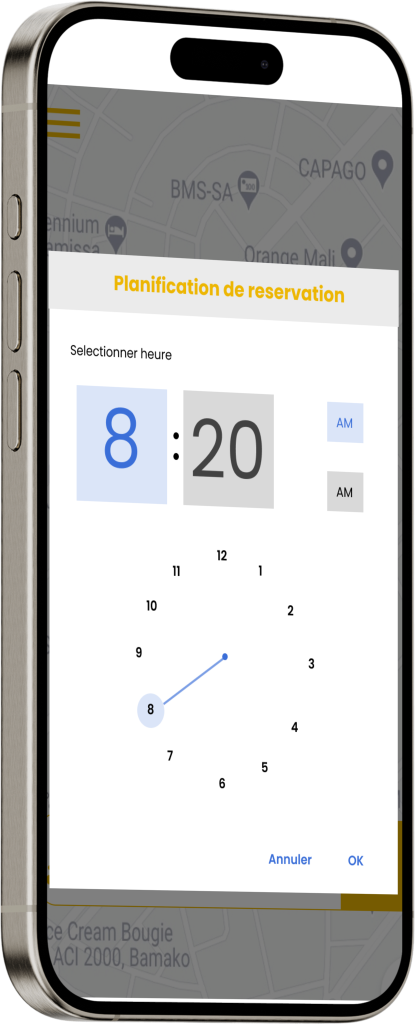 CAPAGO
BMS-SA
ennium
amissa
Orange Mali
Planification de reservation
Selectionner heure
8 : 20
AM
AM
12
11
1
10
2
9
3
8
4
7
5
6
Annuler
OK
ce Cream Bougie
ACI 2000, Bamako